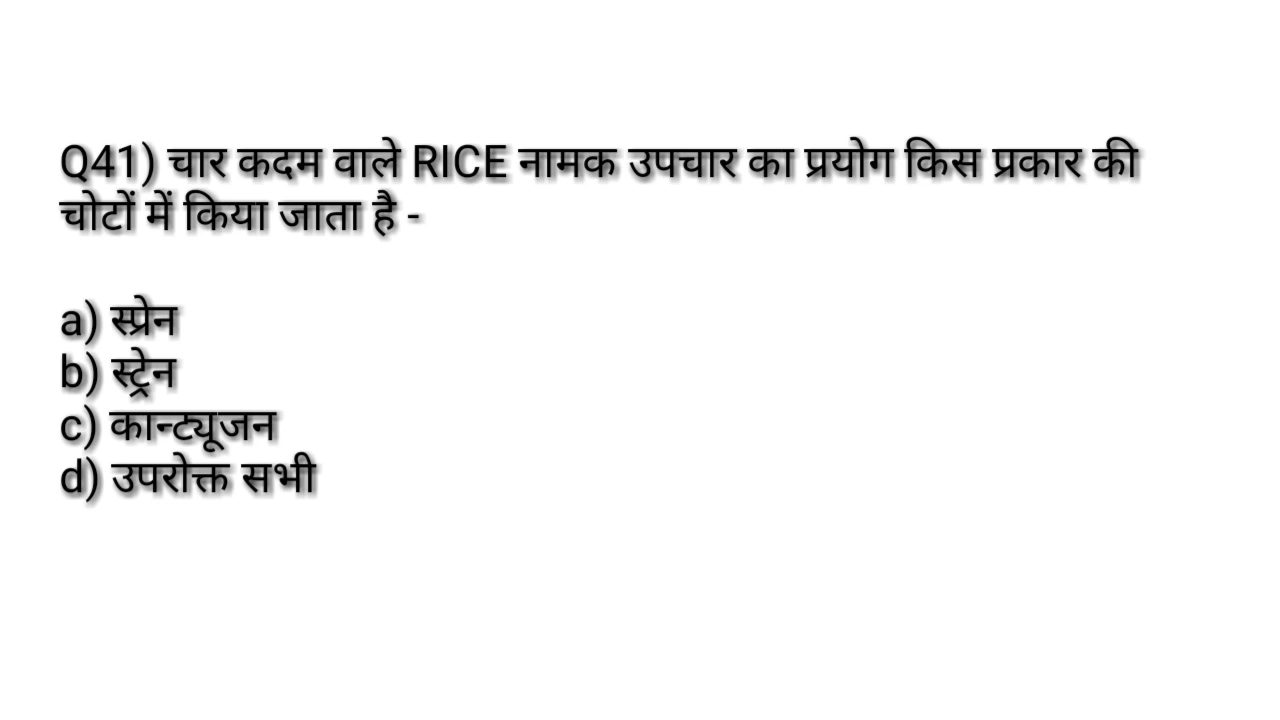 Q41) चार कदम वाले RICE नामक उपचार का प्रयोग किस प्रकार की
चोटों में किया जाता है -
a) स्प्रेन
b) स्ट्रेन
c) कान्ट्यूजन
d) उपरोक्त सभी